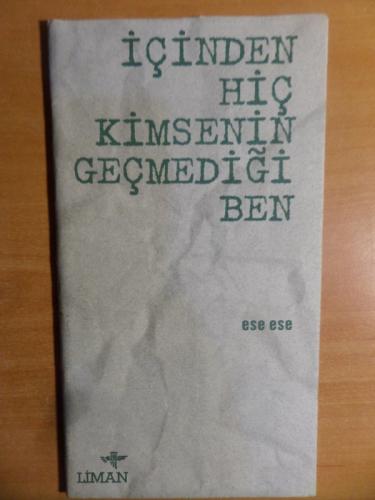 İÇİNDEN
HİÇ
KİMSENİN
GEÇMEDİĞİ
BEN
ese ese
LİMAN